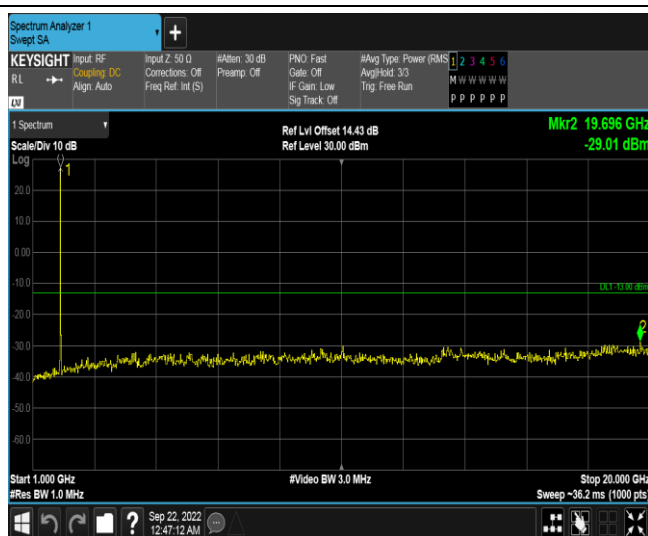 Spectrum Analyzer 1
Swept SA
+
KEYSIGHT
RL
LXI
Input: RF
Coupling: DC
Align: Auto
Input Z: 50 Ω
Corrections: Off
Freq Ref: Int (S)
#Atten: 30 dB
Preamp: Off
PNO: Fast
Gate: Off
IF Gain: Low
Sig Track: Off
#Avg Type: Power (RMS
Avg|Hold: 3/3
Trig: Free Run
1 2 3 4 5 6
M W W W W W
P P P P P P
1 Spectrum
Scale/Div 10 dB
Log
Ref Lvl Offset 14.43 dB
Ref Level 30.00 dBm
Mkr2 19.696 GHz
-29.01 dBm
1
20.0
10.0
0.00
-10.0
DL1 -13.00 dBm
-20.0
2
-30.0
-40.0
-50.0
-60.0
Start 1.000 GHz
#Res BW 1.0 MHz
#Video BW 3.0 MHz
Stop 20.000 GHz
Sweep ~36.2 ms (1000 pts)
?
Sep 22, 2022
12:47:12 AM